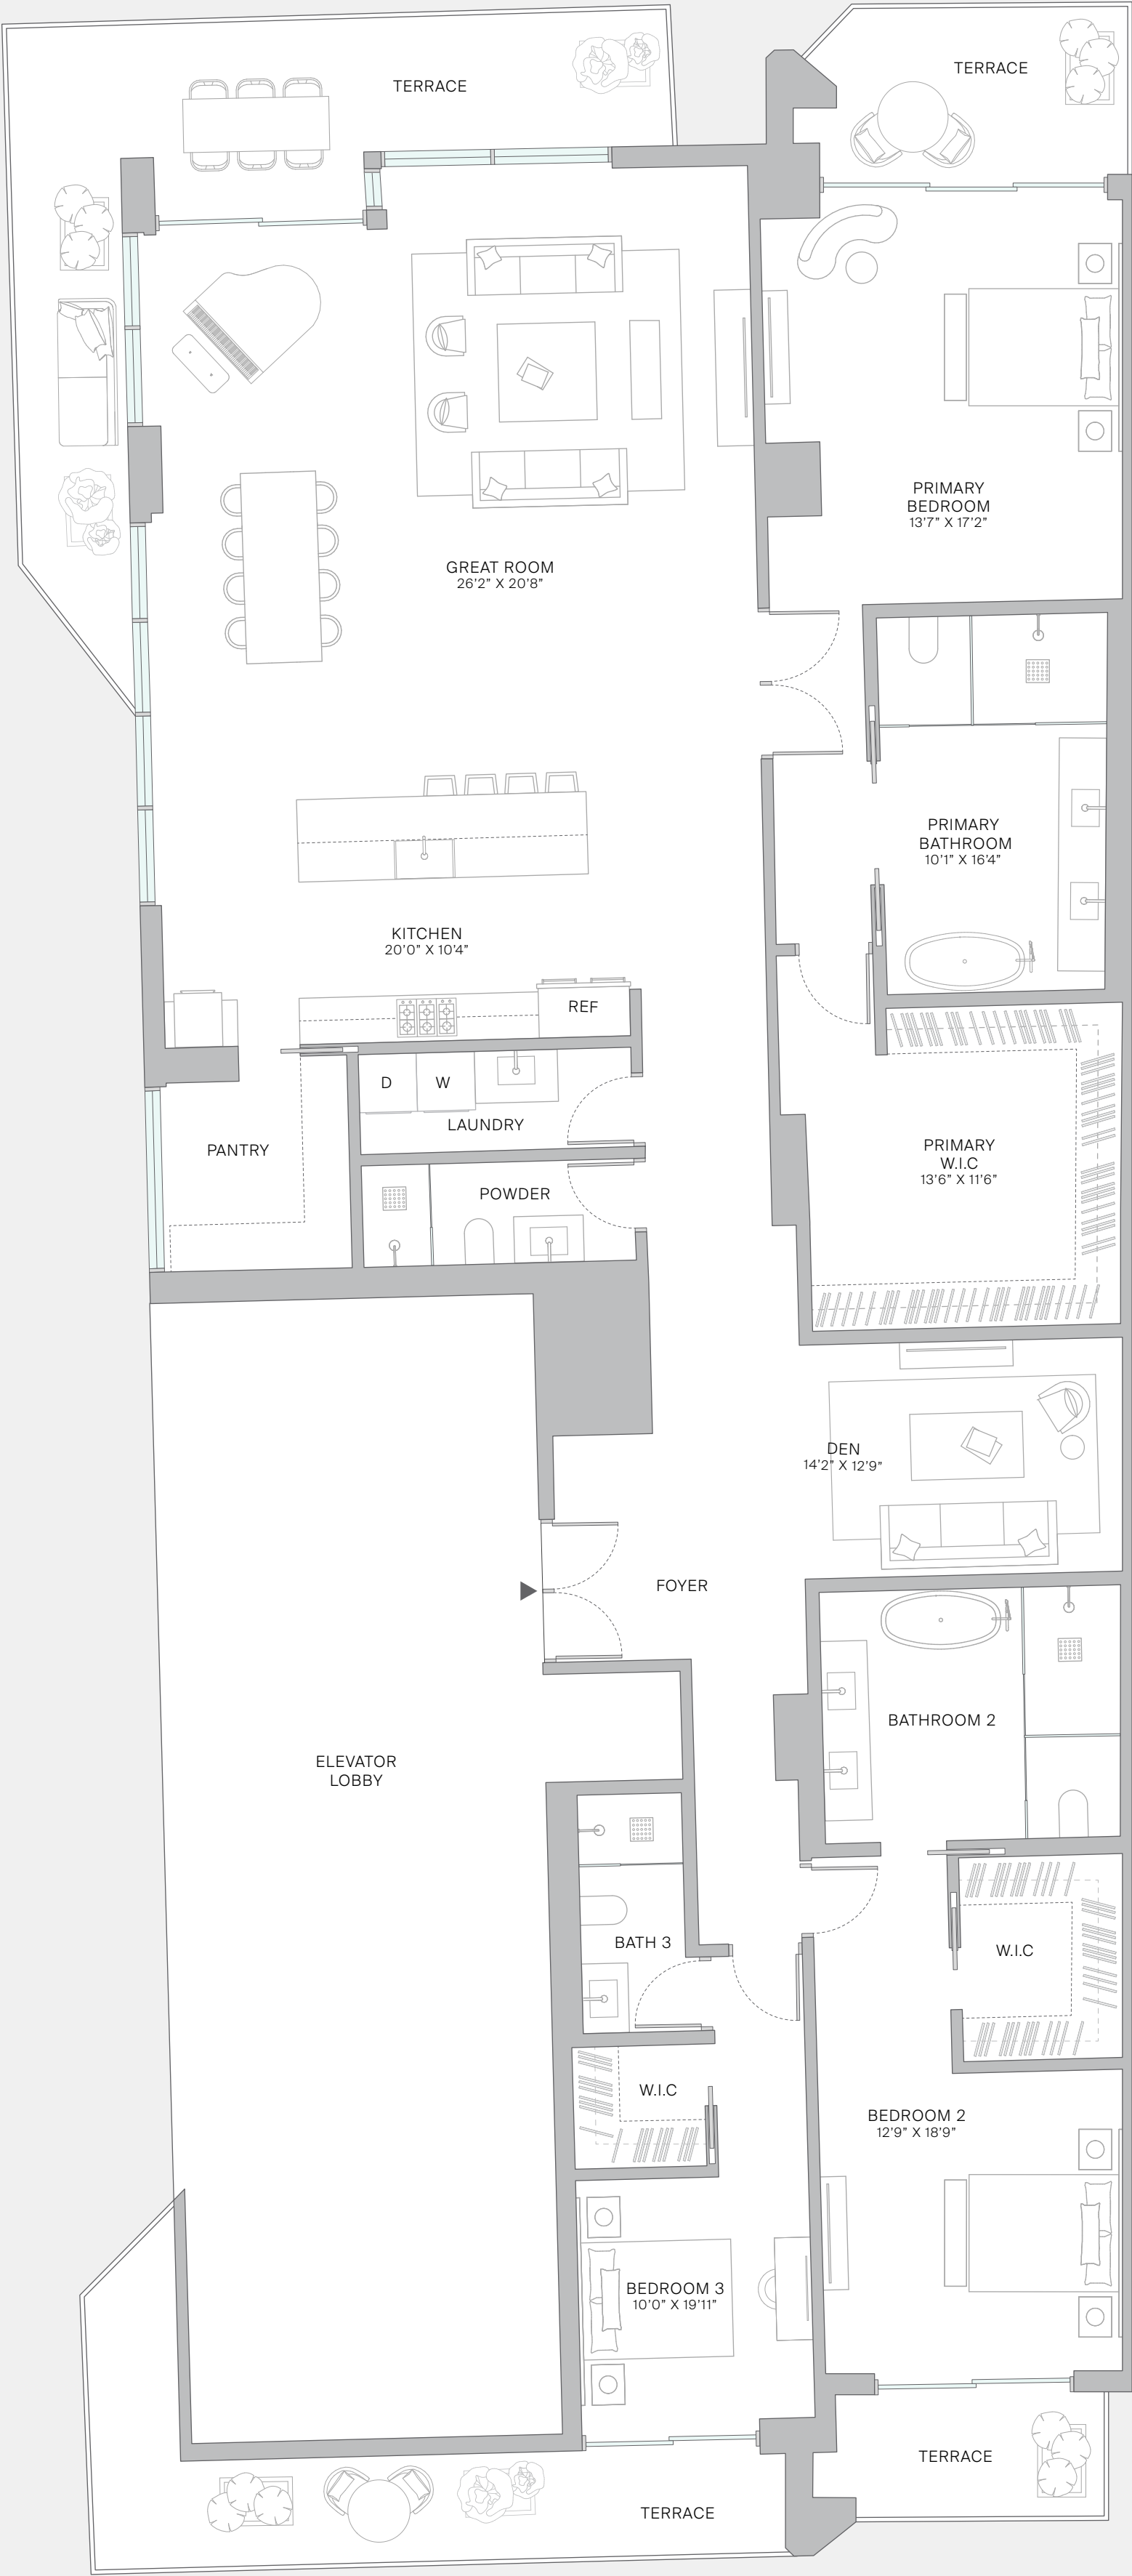 TERRACE
TERRACE
PRIMARY
BEDROOM
13’7” X 17’2”
GREAT ROOM
26’2” X 20’8”
PRIMARY
BATHROOM
10’1” X 16’4”
KITCHEN
20’0” X 10’4”
REF
D
W
LAUNDRY
PANTRY
PRIMARY
W.I.C
13’6” X 11’6”
POWDER
DEN
14’2” X 12’9”
FOYER
BATHROOM 2
ELEVATOR
LOBBY
BATH 3
W.I.C
W.I.C
BEDROOM 2
12’9” X 18’9”
BEDROOM 3
10’0” X 19’11”
TERRACE
TERRACE